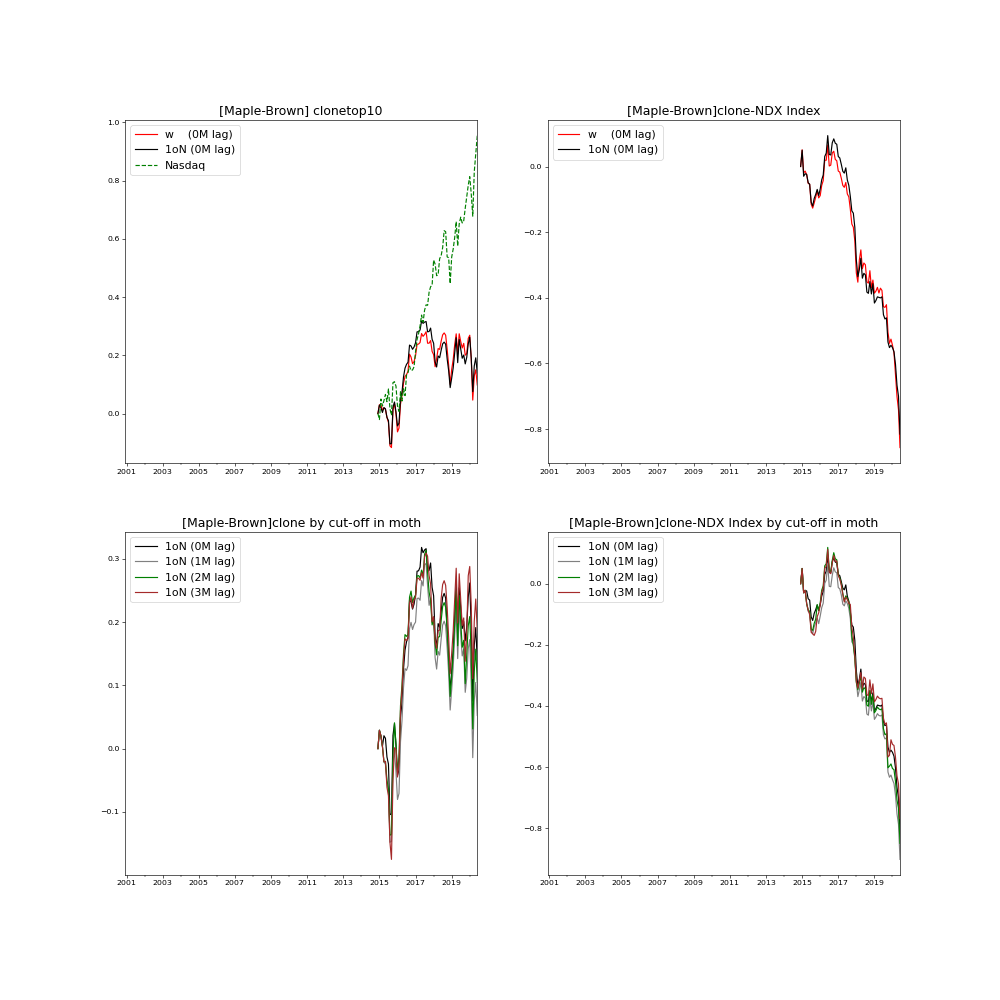 [Maple-Brown] clonetop10
1.0
0.8
0.6
0.4
0.2
0.0
w (0M lag)
1oN (0M lag)
Nasdaq
2001 2003 2005 2007 2009 2011 2013 2015 2017 2019
[Maple-Brown]clone-NDX Index
0.0
−0.2
−0.4
−0.6
−0.8
w (0M lag)
1oN (0M lag)
2001 2003 2005 2007 2009 2011 2013 2015 2017 2019
[Maple-Brown]clone by cut-off in moth
0.3
0.2
0.1
0.0
−0.1
1oN (0M lag)
1oN (1M lag)
1oN (2M lag)
1oN (3M lag)
2001 2003 2005 2007 2009 2011 2013 2015 2017 2019
[Maple-Brown]clone-NDX Index by cut-off in moth
0.0
−0.2
−0.4
−0.6
−0.8
1oN (0M lag)
1oN (1M lag)
1oN (2M lag)
1oN (3M lag)
2001 2003 2005 2007 2009 2011 2013 2015 2017 2019